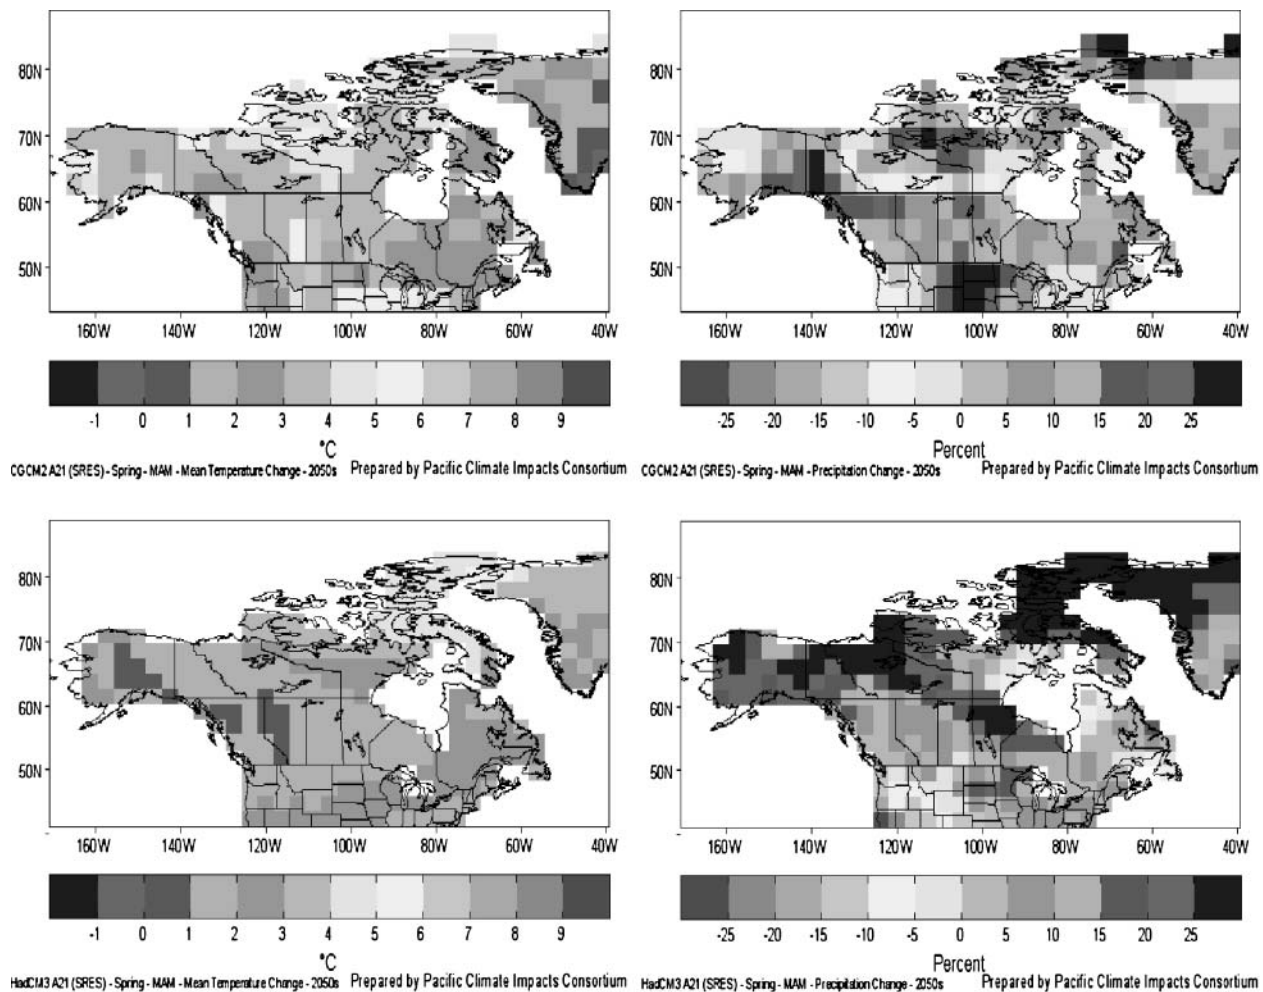 80N
70N
60N
50N
160W 140W 120W 100W 80W 60W 40W
-1 0 1 2 3 4 5 6 7 8 9
°C
CGCM2 A21 (SRES) - Spring - MAM - Mean Temperature Change - 2050s Prepared by Pacific Climate Impacts Consortium
80N
70N
60N
50N
160W 140W 120W 100W 80W 60W 40W
-25 -20 -15 -10 -5 0 5 10 15 20 25
Percent
CGCM2 A21 (SRES) - Spring - MAM - Precipitation Change - 2050s Prepared by Pacific Climate Impacts Consortium
80N
70N
60N
50N
160W 140W 120W 100W 80W 60W 40W
-1 0 1 2 3 4 5 6 7 8 9
°C
HadCM3 A21 (SRES) - Spring - MAM - Mean Temperature Change - 2050s Prepared by Pacific Climate Impacts Consortium
80N
70N
60N
50N
160W 140W 120W 100W 80W 60W 40W
-25 -20 -15 -10 -5 0 5 10 15 20 25
Percent
HadCM3 A21 (SRES) - Spring - MAM - Precipitation Change - 2050s Prepared by Pacific Climate Impacts Consortium